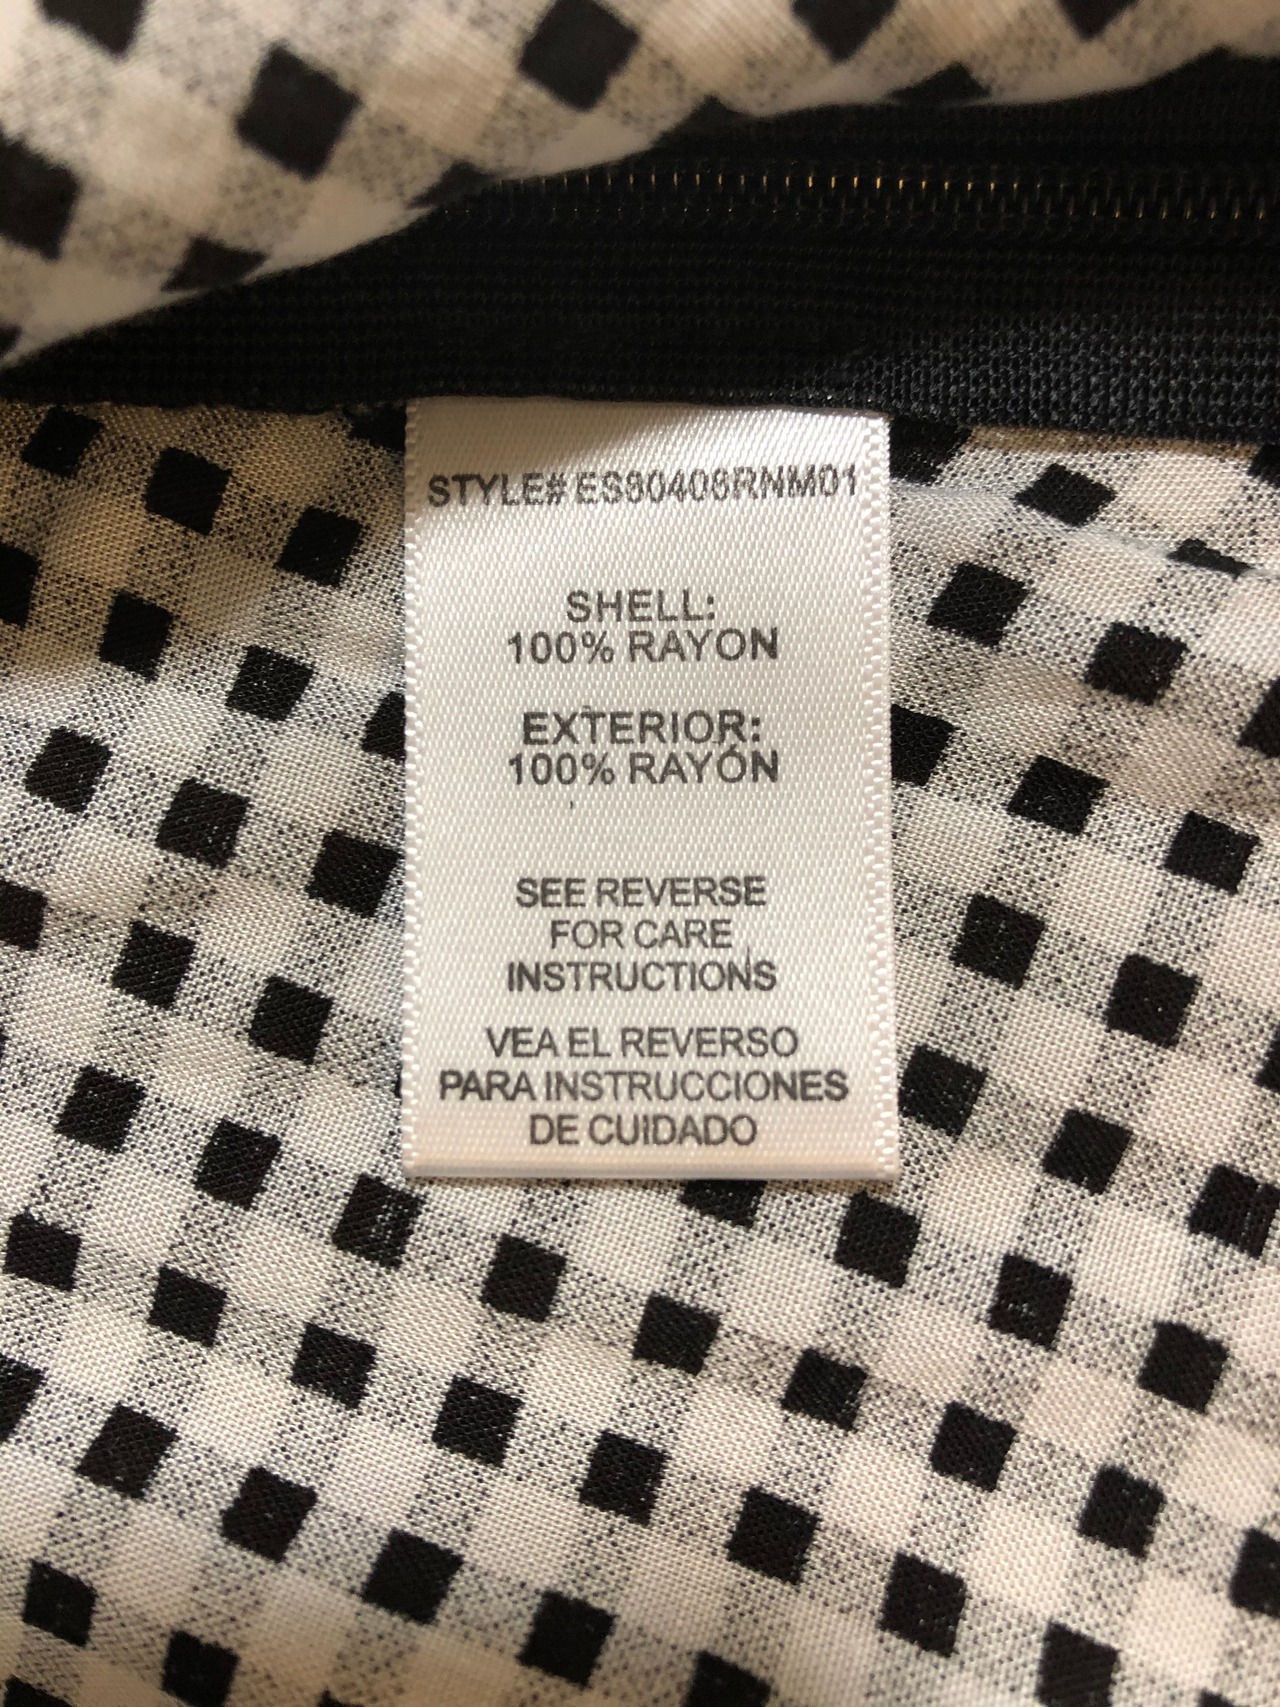 STYLE# ES80408RNM01
SHELL:
100% RAYON
EXTERIOR:
100% RAYÓN
SEE REVERSE
FOR CARE
INSTRUCTIONS
VEA EL REVERSO
PARA INSTRUCCIONES
DE CUIDADO